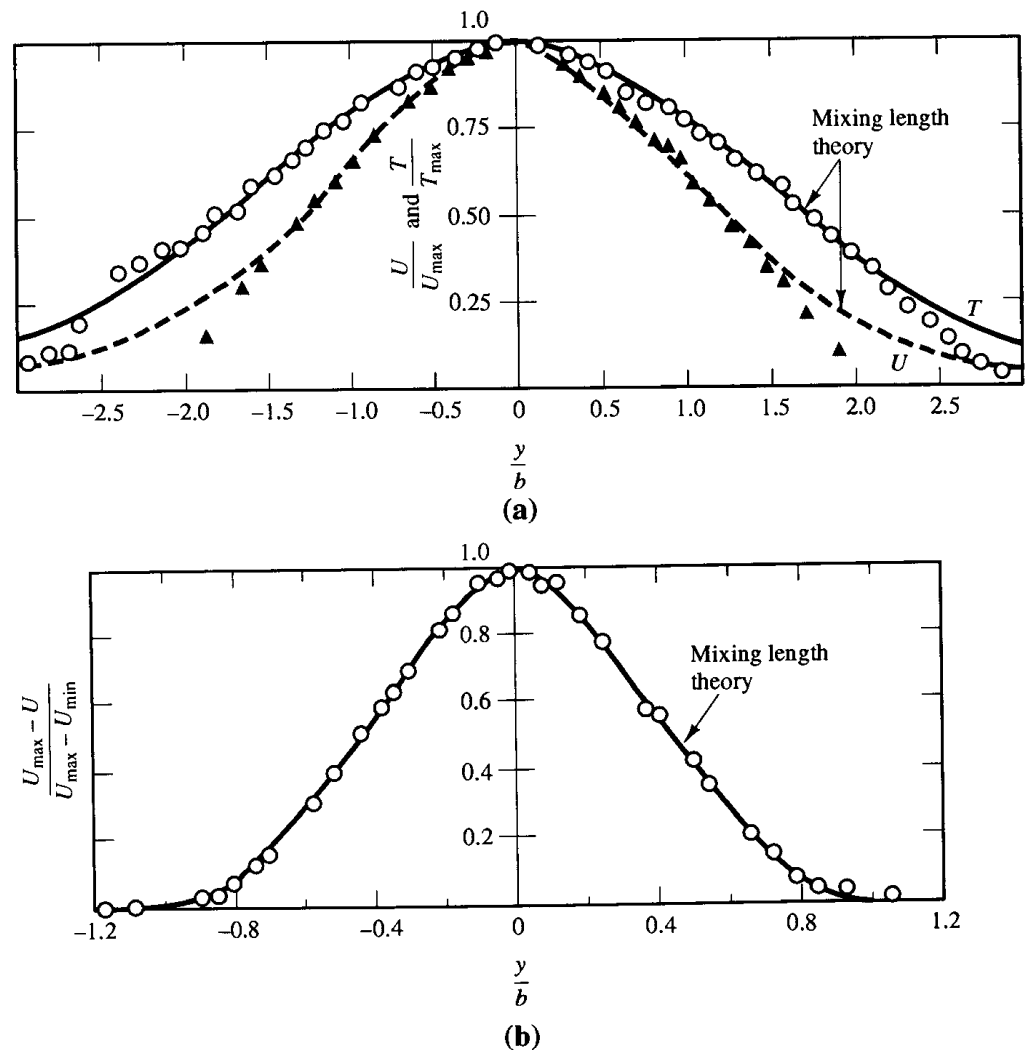 1.0
0.75
0.50
0.25
U/U_max and T/T_max
Mixing length
theory
T
U
−2.5 −2.0 −1.5 −1.0 −0.5 0 0.5 1.0 1.5 2.0 2.5
y/b
(a)
1.0
0.8
0.6
0.4
0.2
U_max − U / U_max − U_min
Mixing length
theory
−1.2 −0.8 −0.4 0 0.4 0.8 1.2
y/b
(b)